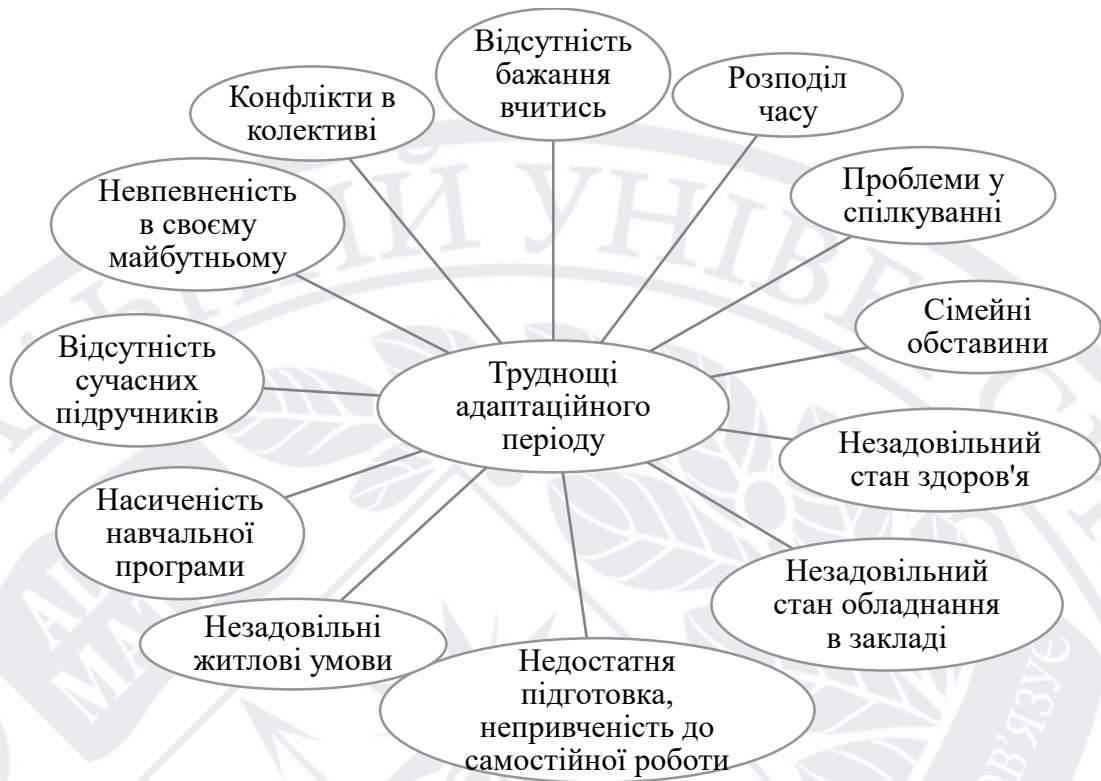 Відсутність
бажання
вчитись
Розподіл
часу
Конфлікти в
колективі
Проблеми у
спілкуванні
Невпевненість
в своєму
майбутньому
Сімейні
обставини
Відсутність
сучасних
підручників
Труднощі
адаптаційного
періоду
Незадовільний
стан здоров'я
Насиченість
навчальної
програми
Незадовільний
стан обладнання
в закладі
Незадовільні
житлові умови
Недостатня
підготовка,
непривченість до
самостійної роботи